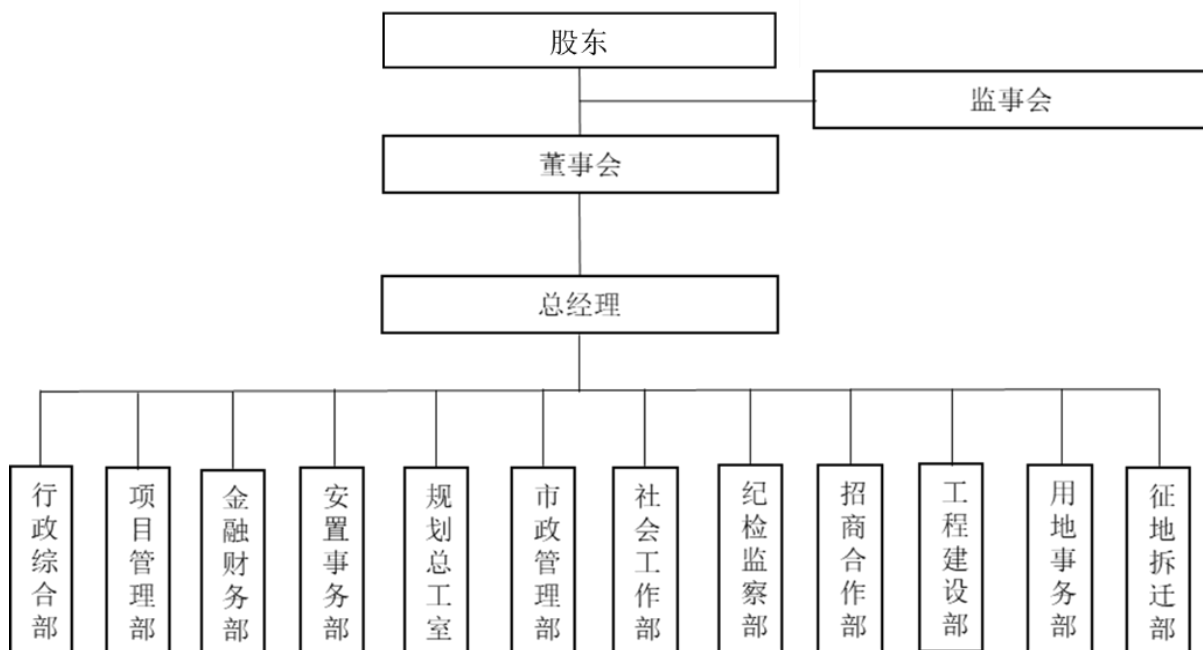 股东
监事会
董事会
总经理
行政综合部
项目管理部
金融财务部
安置事务部
规划总工室
市政管理部
社会工作部
纪检监察部
招商合作部
工程建设部
用地事务部
征地拆迁部